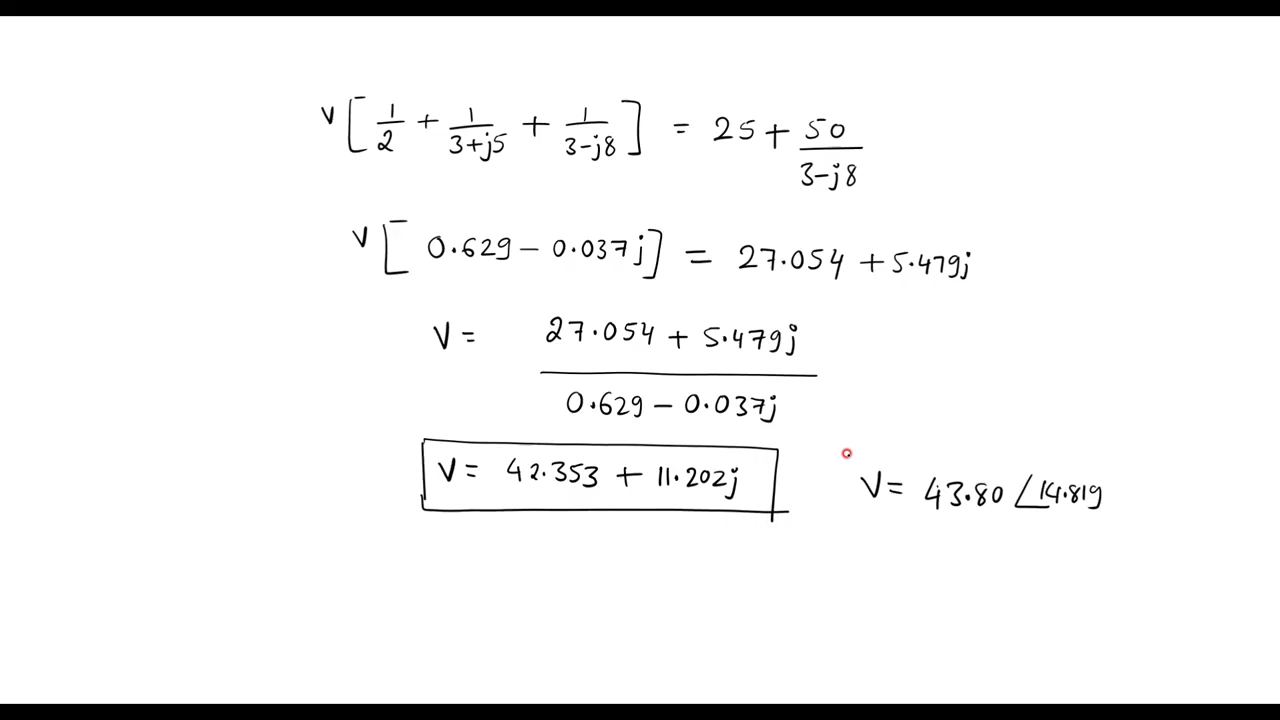 V[1/2 + 1/(3+j5) + 1/(3-j8)] = 25 + 50/(3-j8)
V[0.629 - 0.037j] = 27.054 + 5.479j
V = (27.054 + 5.479j)/(0.629 - 0.037j)
V = 42.353 + 11.202j
V = 43.80 ∠14.819